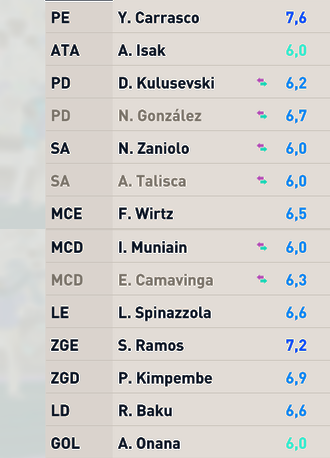 PE Y. Carrasco 7,6
ATA A. Isak 6,0
PD D. Kulusevski 6,2
PD N. González 6,7
SA N. Zaniolo 6,0
SA A. Talisca 6,0
MCE F. Wirtz 6,5
MCD I. Muniain 6,0
MCD E. Camavinga 6,3
LE L. Spinazzola 6,6
ZGE S. Ramos 7,2
ZGD P. Kimpembe 6,9
LD R. Baku 6,6
GOL A. Onana 6,0